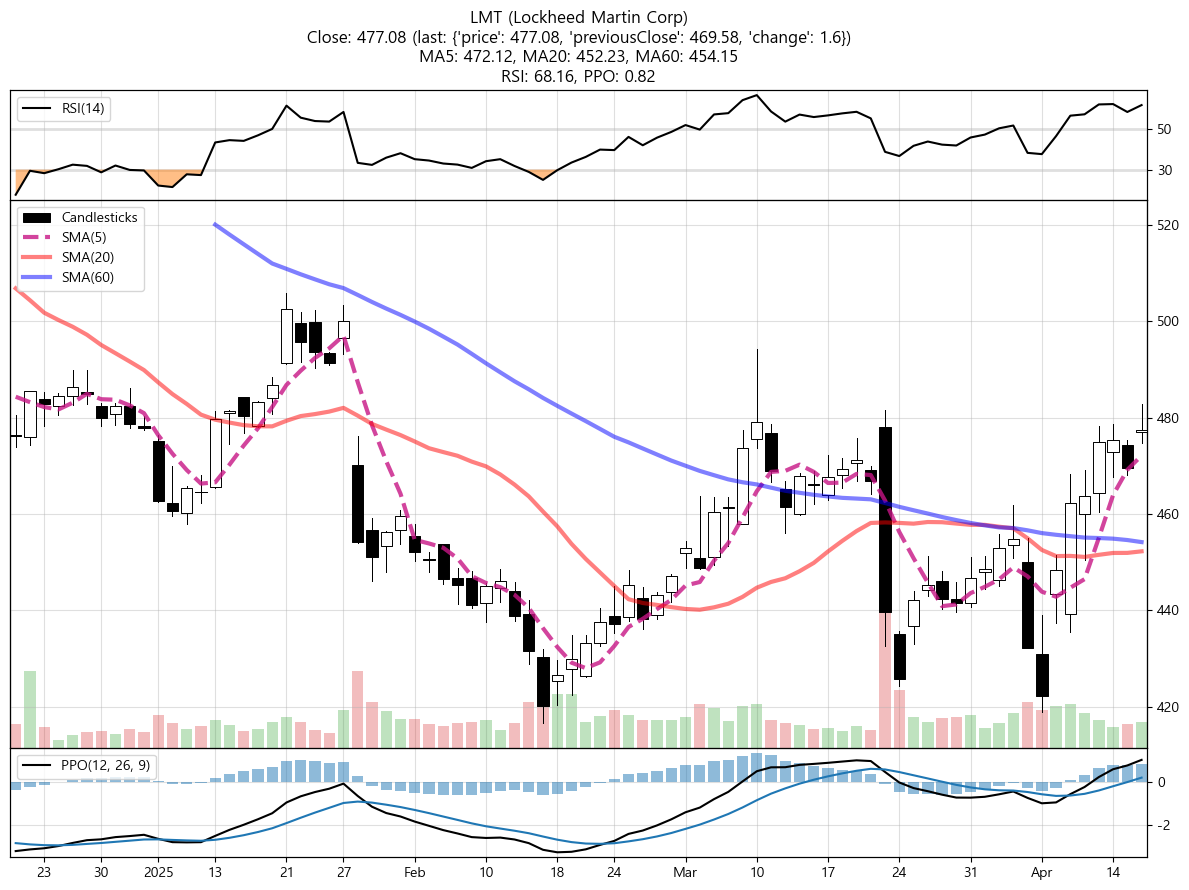 LMT (Lockheed Martin Corp)
Close: 477.08 (last: {'price': 477.08, 'previousClose': 469.58, 'change': 1.6})
MA5: 472.12, MA20: 452.23, MA60: 454.15
RSI: 68.16, PPO: 0.82
RSI(14)
50
30
Candlesticks
SMA(5)
SMA(20)
SMA(60)
520
500
480
460
440
420
PPO(12, 26, 9)
0
-2
23 30 2025 13 21 27 Feb 10 18 24 Mar 10 17 24 31 Apr 14